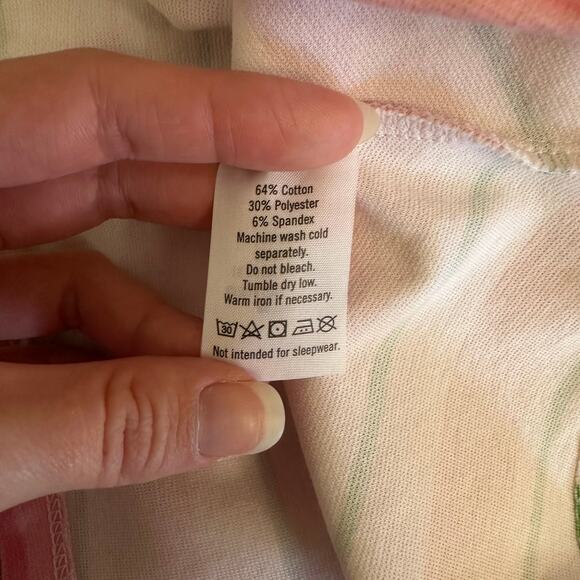 64% Cotton
30% Polyester
6% Spandex
Machine wash cold
separately.
Do not bleach.
Tumble dry low.
Warm iron if necessary.
30
Not intended for sleepwear.